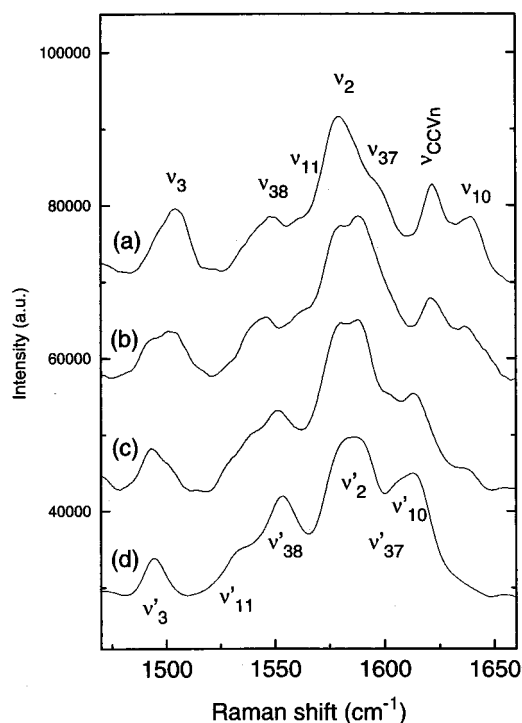 100000
80000
60000
40000
Intensity (a.u.)
ν3
ν38
ν11
ν2
ν37
νCCVn
ν10
(a)
(b)
(c)
(d)
ν'3
ν'11
ν'38
ν'2
ν'37
ν'10
1500
1550
1600
1650
Raman shift (cm-1)